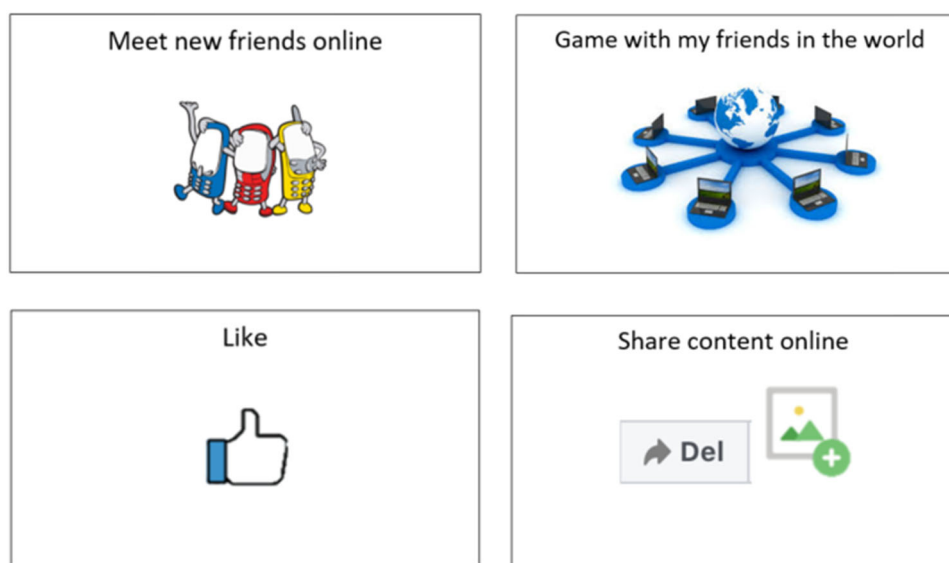 Meet new friends online
Game with my friends in the world
Like
Share content online
Del